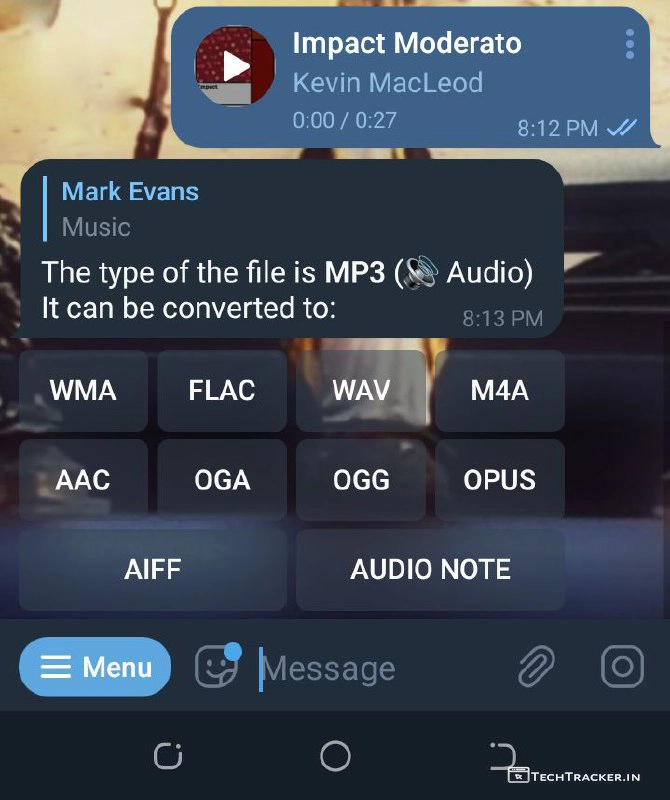 Impact Moderato
Kevin MacLeod
0:00 / 0:27
8:12 PM
Impact
Mark Evans
Music
The type of the file is MP3 (🔊 Audio)
It can be converted to:
8:13 PM
WMA FLAC WAV M4A
AAC OGA OGG OPUS
AIFF AUDIO NOTE
Menu Message
TECHTRACKER.IN